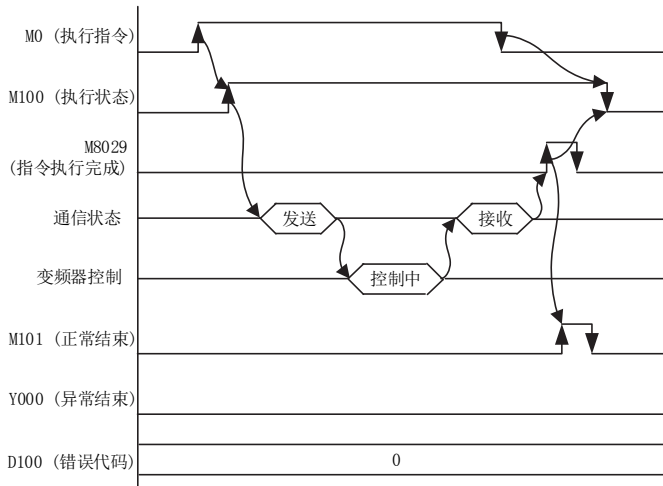 M0 (执行指令)
M100 (执行状态)
M8029
(指令执行完成)
通信状态
发送
接收
变频器控制
控制中
M101 (正常结束)
Y000 (异常结束)
D100 (错误代码)
0